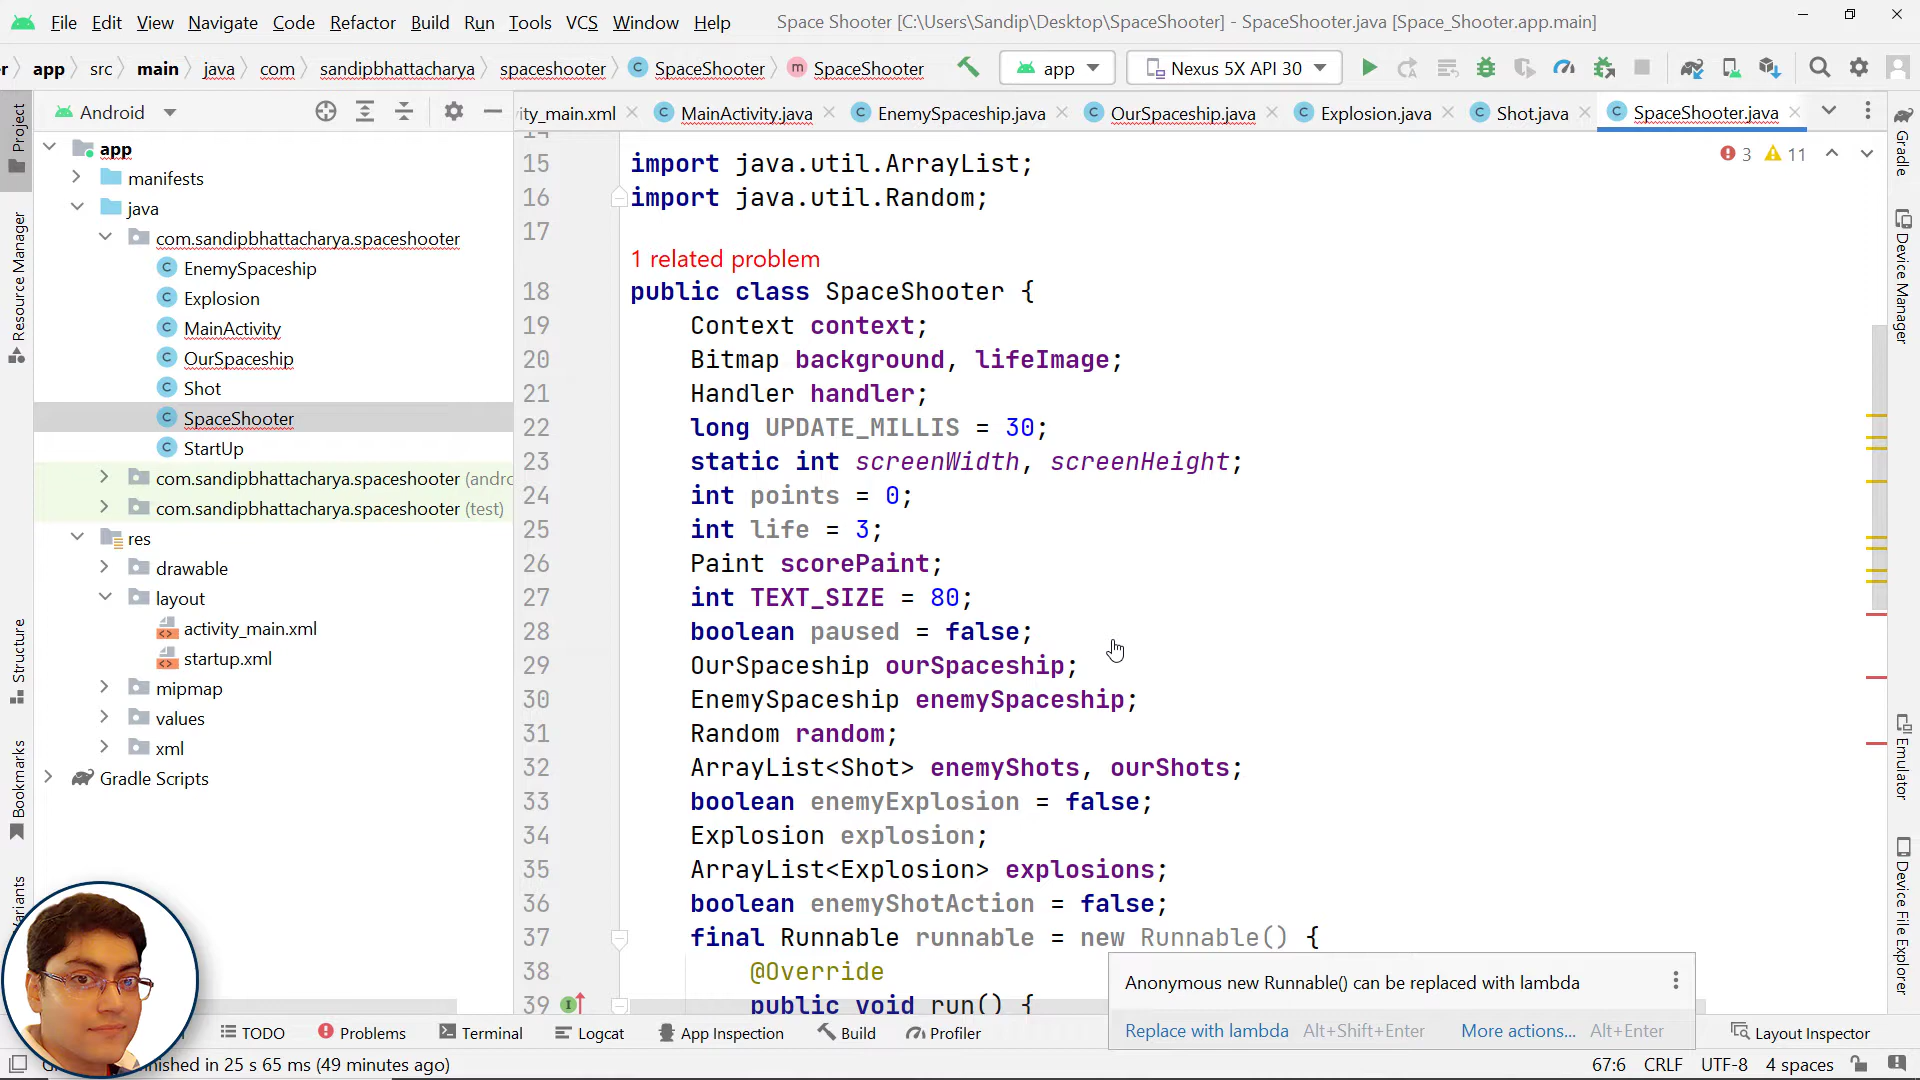 File Edit View Navigate Code Refactor Build Run Tools VCS Window Help Space Shooter [C:\Users\Sandip\Desktop\SpaceShooter] - SpaceShooter.java [Space_Shooter.app.main]
r app src main java com sandipbhattacharya spaceshooter SpaceShooter SpaceShooter app Nexus 5X API 30
Android
ity_main.xml MainActivity.java EnemySpaceship.java OurSpaceship.java Explosion.java Shot.java SpaceShooter.java
Project
Resource Manager
Structure
Bookmarks
ariants
app
manifests
java
com.sandipbhattacharya.spaceshooter
EnemySpaceship
Explosion
MainActivity
OurSpaceship
Shot
SpaceShooter
StartUp
com.sandipbhattacharya.spaceshooter (andro
com.sandipbhattacharya.spaceshooter (test)
res
drawable
layout
activity_main.xml
startup.xml
mipmap
values
xml
Gradle Scripts
3 11
14
15 import java.util.ArrayList;
16 import java.util.Random;
17
1 related problem
18 public class SpaceShooter {
19 Context context;
20 Bitmap background, lifeImage;
21 Handler handler;
22 long UPDATE_MILLIS = 30;
23 static int screenWidth, screenHeight;
24 int points = 0;
25 int life = 3;
26 Paint scorePaint;
27 int TEXT_SIZE = 80;
28 boolean paused = false;
29 OurSpaceship ourSpaceship;
30 EnemySpaceship enemySpaceship;
31 Random random;
32 ArrayList<Shot> enemyShots, ourShots;
33 boolean enemyExplosion = false;
34 Explosion explosion;
35 ArrayList<Explosion> explosions;
36 boolean enemyShotAction = false;
37 final Runnable runnable = new Runnable() {
38 @Override
39 public void run() {
Anonymous new Runnable() can be replaced with lambda
Replace with lambda Alt+Shift+Enter More actions... Alt+Enter
Gradle
Device Manager
Emulator
Device File Explorer
TODO Problems Terminal Logcat App Inspection Build Profiler Layout Inspector
inished in 25 s 65 ms (49 minutes ago) 67:6 CRLF UTF-8 4 spaces